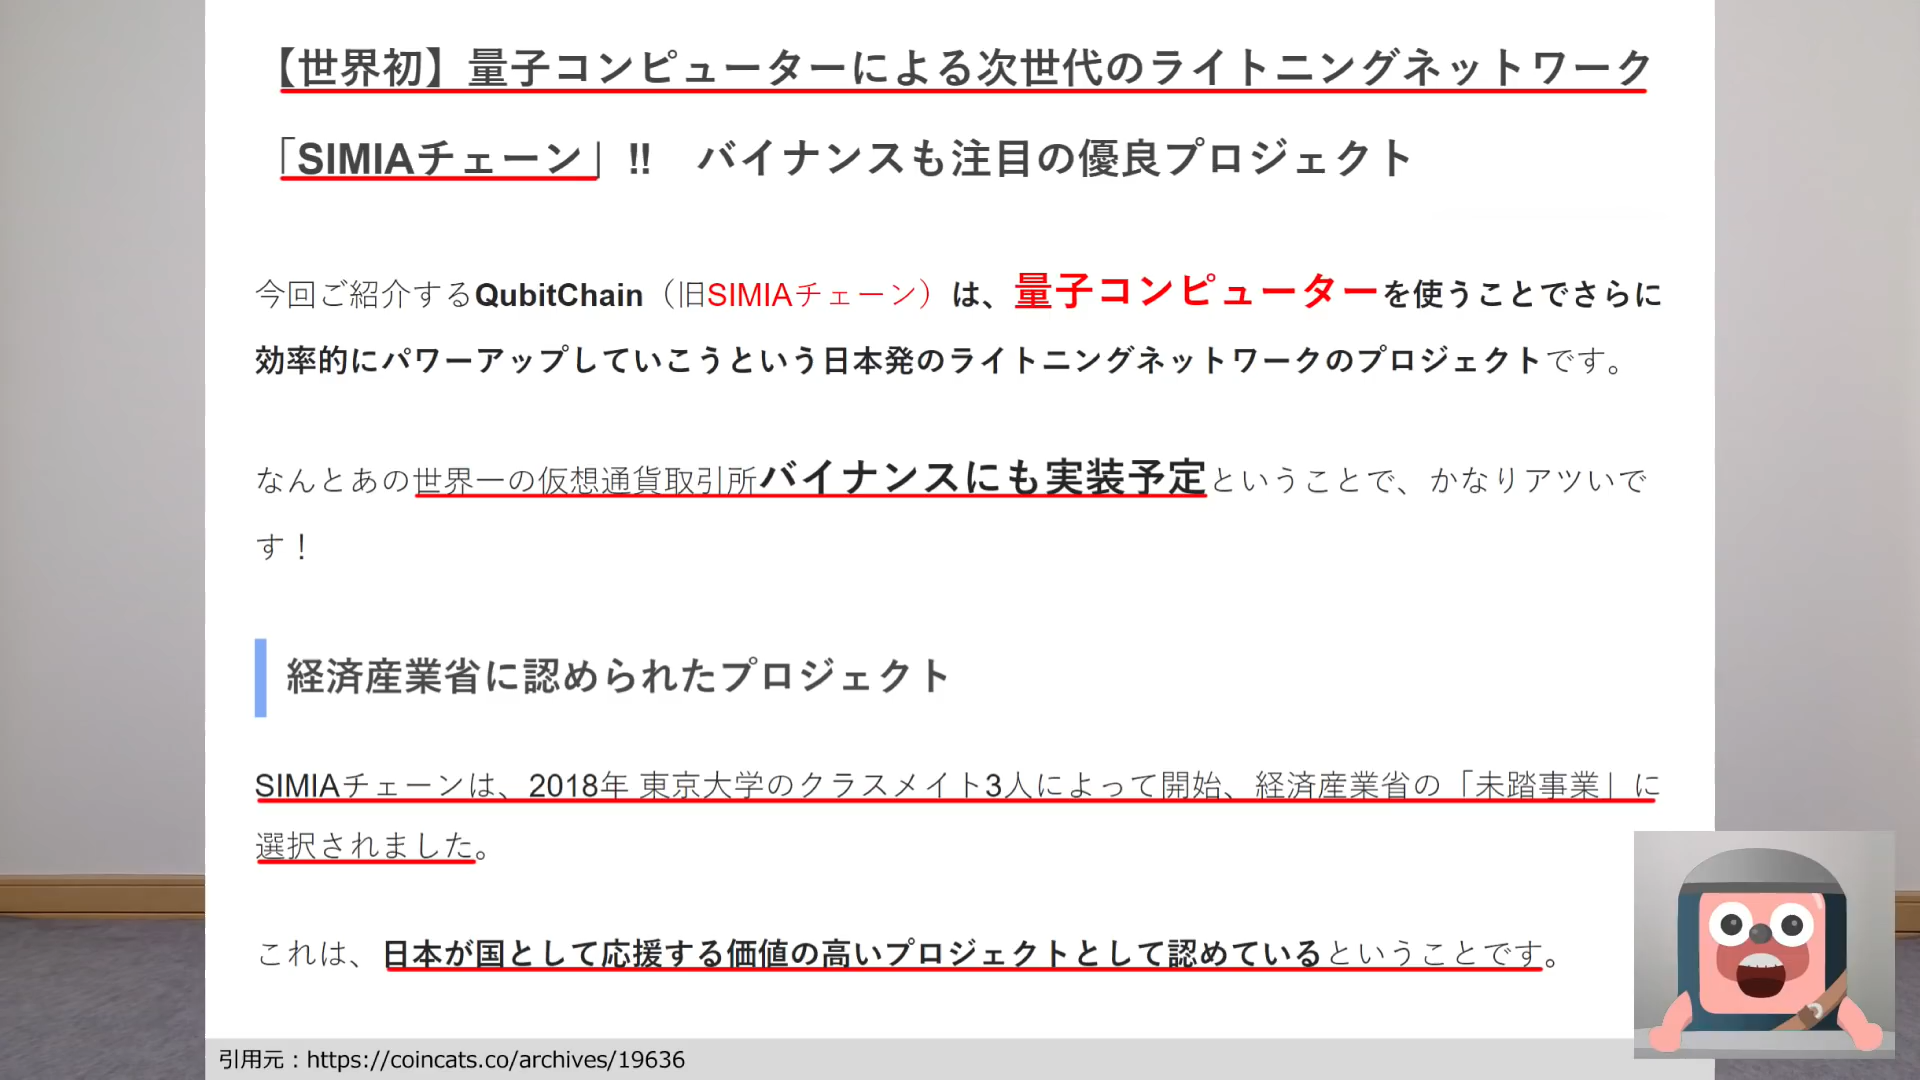 【世界初】量子コンピューターによる次世代のライトニングネットワーク
「SIMIAチェーン」!! バイナンスも注目の優良プロジェクト
今回ご紹介するQubitChain（旧SIMIAチェーン）は、量子コンピューターを使うことでさらに
効率的にパワーアップしていこうという日本発のライトニングネットワークのプロジェクトです。
なんとあの世界一の仮想通貨取引所バイナンスにも実装予定ということで、かなりアツいで
す！
経済産業省に認められたプロジェクト
SIMIAチェーンは、2018年 東京大学のクラスメイト3人によって開始、経済産業省の「未踏事業」に
選択されました。
これは、日本が国として応援する価値の高いプロジェクトとして認めているということです。
引用元：https://coincats.co/archives/19636